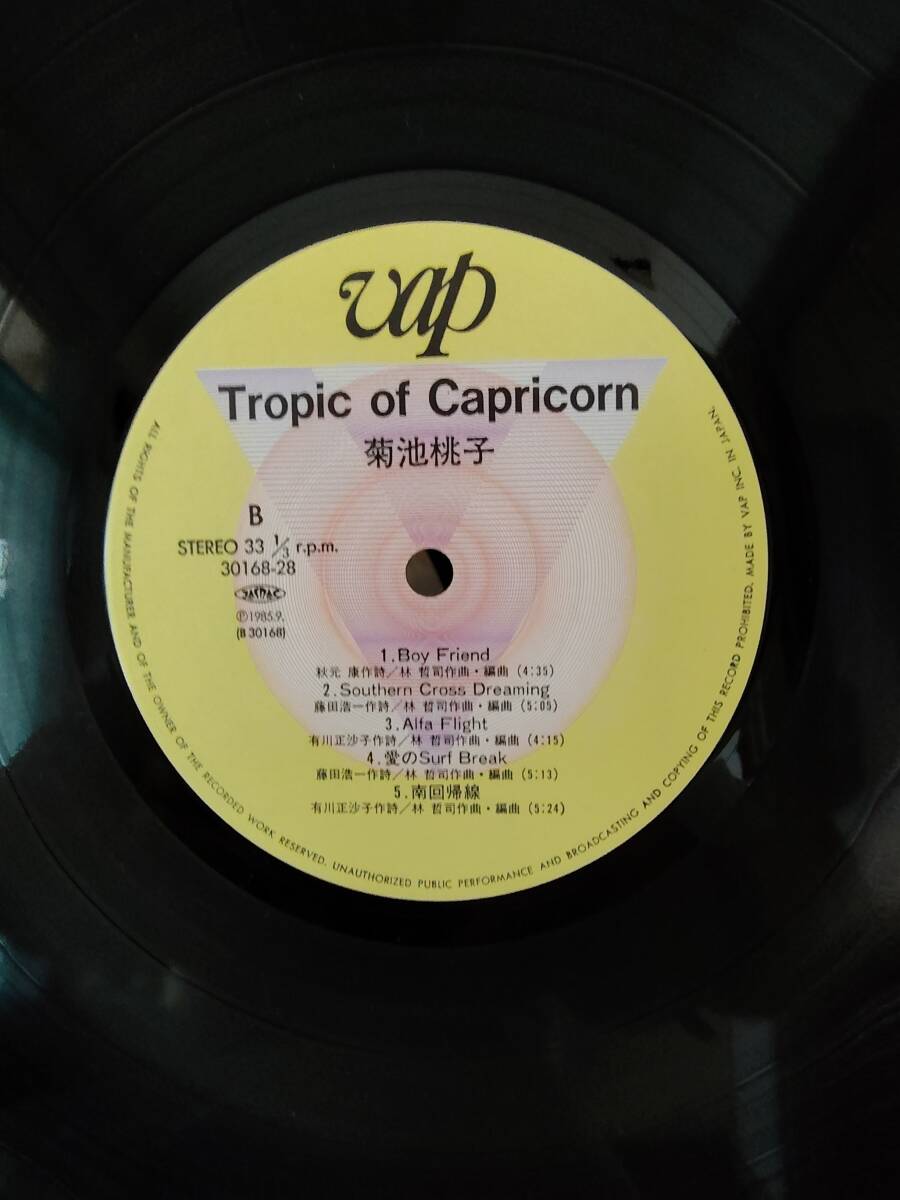 vap
Tropic of Capricorn
菊池桃子
B
STEREO 33 1/3 r.p.m.
30168-28
JASRAC
Ⓟ1985.9.
(B 30168)
1.Boy Friend
秋元 康作詩/林 哲司作曲・編曲 (4:35)
2.Southern Cross Dreaming
藤田浩一作詩/林 哲司作曲・編曲 (5:05)
3.Alfa Flight
有川正沙子作詩/林 哲司作曲・編曲 (4:15)
4.愛のSurf Break
藤田浩一作詩/林 哲司作曲・編曲 (5:13)
5.南回帰線
有川正沙子作詩/林 哲司作曲・編曲 (5:24)
ALL RIGHTS OF THE MANUFACTURER AND OF THE OWNER OF THE RECORDED WORK RESERVED. UNAUTHORIZED PUBLIC PERFORMANCE AND BROADCASTING AND COPYING OF THIS RECORD PROHIBITED. MADE BY VAP INC. IN JAPAN.